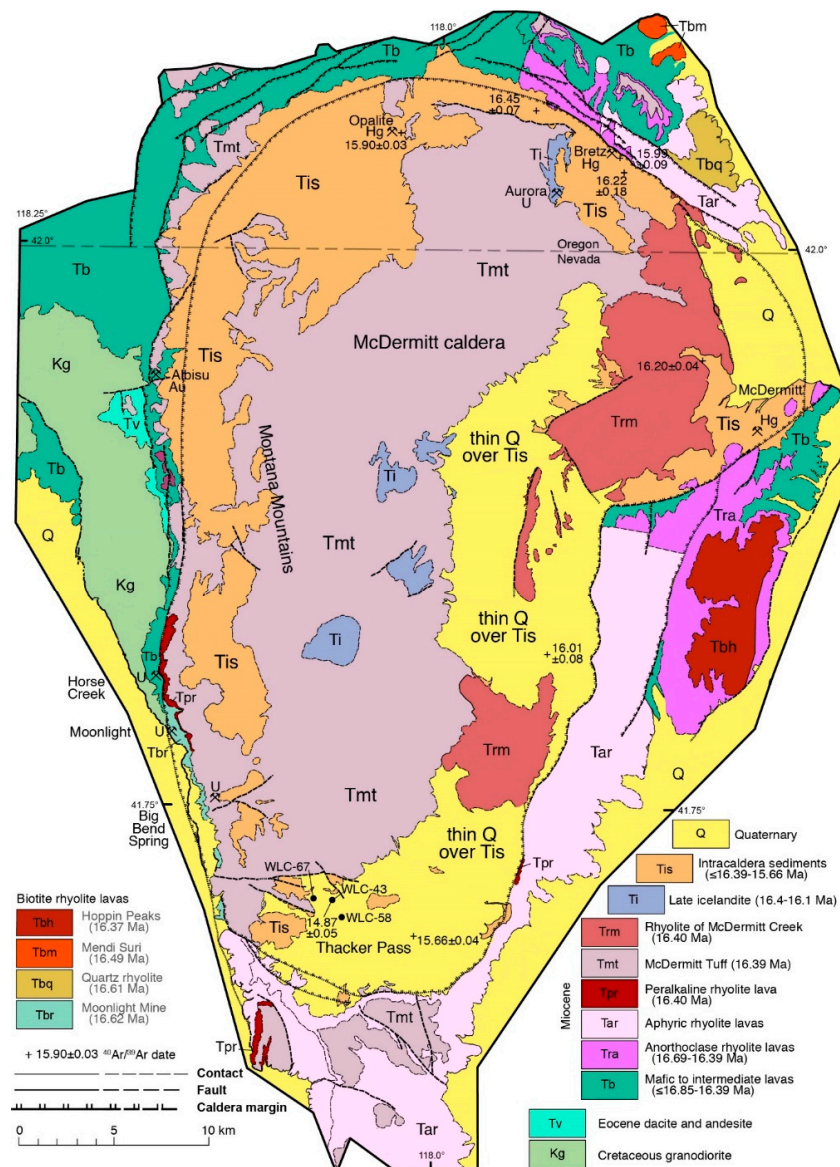 118.0°
Tbm
Tb
Tb
16.45
±0.07
Opalite
Hg
15.90±0.03
Tmt
Ti
Bretz
Hg
15.99
±0.09
Tbq
Tis
16.22
±0.18
Aurora
U
Tis
Tar
118.25°
42.0°
Oregon
Nevada
42.0°
Tb
Tmt
Q
McDermitt caldera
Tis
Kg
16.20±0.04
Albisu
Au
McDermitt
Tv
thin Q
over Tis
Trm
Tis
Hg
Tb
Tb
Montana Mountains
Ti
Q
Tmt
Tra
Kg
thin Q
over Tis
Ti
Tis
16.01
±0.08
Tbh
Tb
U
Horse
Creek
Tpr
Moonlight
U
Tbr
Trm
Tar
Q
U
Tmt
41.75°
41.75°
Big
Bend
Spring
thin Q
over Tis
Tpr
WLC-67
WLC-43
WLC-58
14.87
±0.05
Tis
Thacker Pass
15.66±0.04
Tmt
Tpr
Tar
118.0°
Biotite rhyolite lavas
Tbh Hoppin Peaks
(16.37 Ma)
Tbm Mendi Suri
(16.49 Ma)
Tbq Quartz rhyolite
(16.61 Ma)
Tbr Moonlight Mine
(16.62 Ma)
+ 15.90±0.03 ⁴⁰Ar/³⁹Ar date
Contact
Fault
Caldera margin
0 5 10 km
Q Quaternary
Tis Intracaldera sediments
(≤16.39-15.66 Ma)
Ti Late icelandite (16.4-16.1 Ma)
Trm Rhyolite of McDermitt Creek
(16.40 Ma)
Tmt McDermitt Tuff (16.39 Ma)
Miocene
Tpr Peralkaline rhyolite lava
(16.40 Ma)
Tar Aphyric rhyolite lavas
Tra Anorthoclase rhyolite lavas
(16.69-16.39 Ma)
Tb Mafic to intermediate lavas
(≤16.85-16.39 Ma)
Tv Eocene dacite and andesite
Kg Cretaceous granodiorite